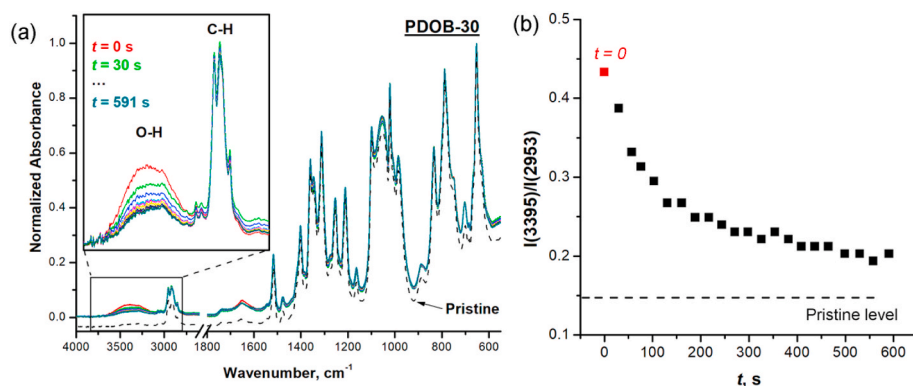 (a)
PDOB-30
C-H
t = 0 s
t = 30 s
...
t = 591 s
O-H
Normalized Absorbance
1.0
0.8
0.6
0.4
0.2
0.0
Pristine
4000 3500 3000 1800 1600 1400 1200 1000 800 600
Wavenumber, cm⁻¹
(b)
t = 0
I(3395)/I(2953)
0.5
0.4
0.3
0.2
0.1
Pristine level
0 100 200 300 400 500 600
t, s